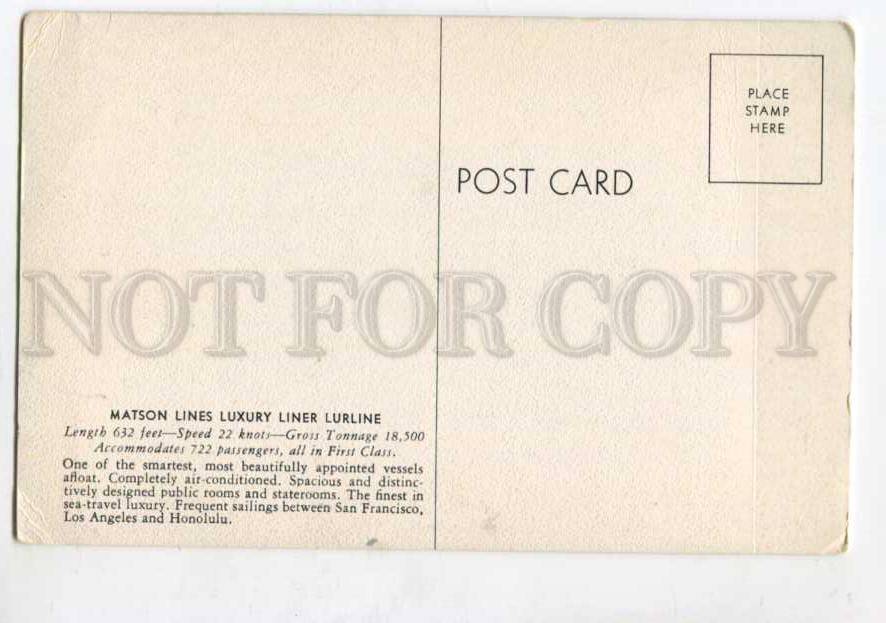 PLACE
STAMP
HERE
POST CARD
NOT FOR COPY
MATSON LINES LUXURY LINER LURLINE
Length 632 feet—Speed 22 knots—Gross Tonnage 18,500
Accommodates 722 passengers, all in First Class.
One of the smartest, most beautifully appointed vessels
afloat. Completely air-conditioned. Spacious and distinc-
tively designed public rooms and staterooms. The finest in
sea-travel luxury. Frequent sailings between San Francisco,
Los Angeles and Honolulu.